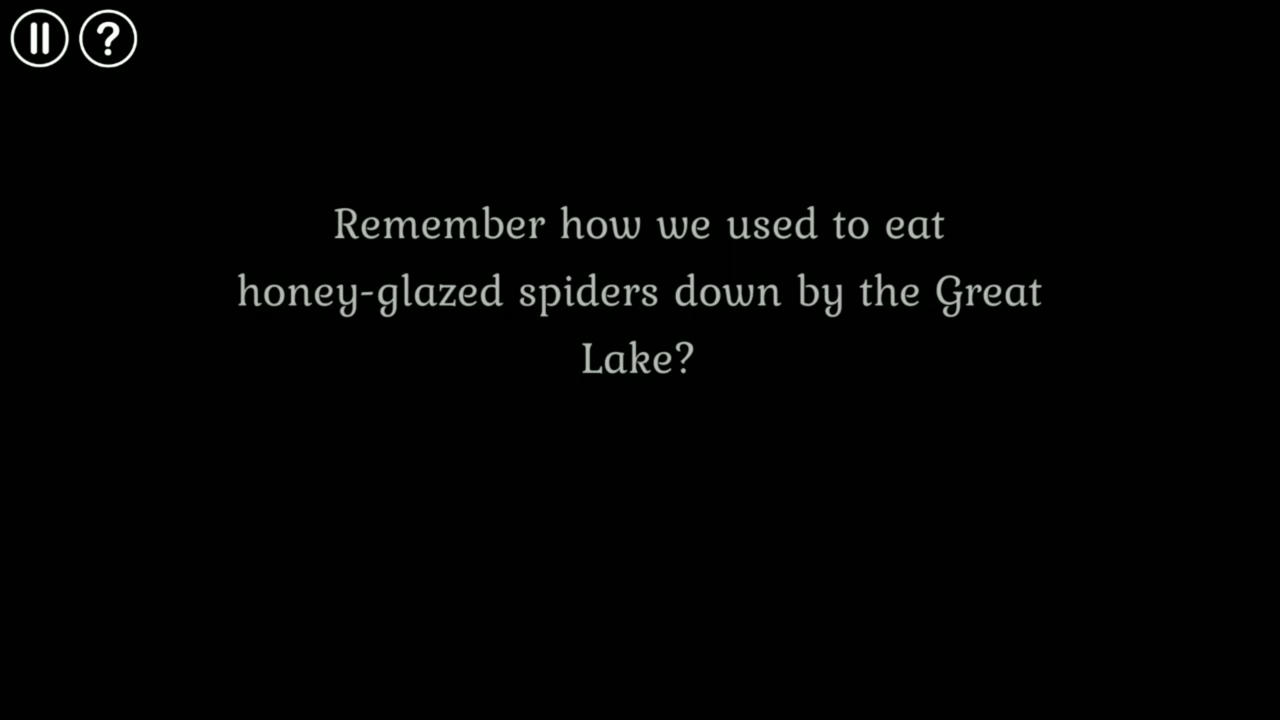 Remember how we used to eat
honey-glazed spiders down by the Great
Lake?